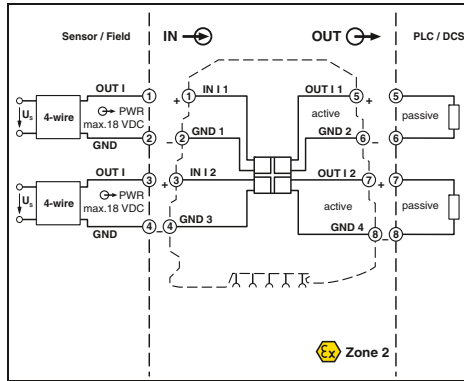 Sensor / Field
IN
OUT
PLC / DCS
OUT I
1
1
IN I 1
OUT I 1
5
5
+
+
Us
4-wire
PWR
max.18 VDC
active
passive
GND
2
–
2
GND 1
GND 2
6
–
6
OUT I
3
+
3
IN I 2
OUT I 2
7
+
7
Us
4-wire
PWR
max.18 VDC
active
passive
GND
4
–
4
GND 3
GND 4
8
–
8
Ex
Zone 2